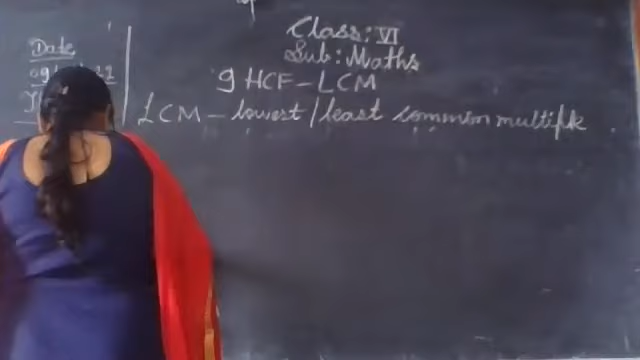 Class: VI
Sub: Maths
9 HCF - LCM
LCM - lowest/least common multiple
Date